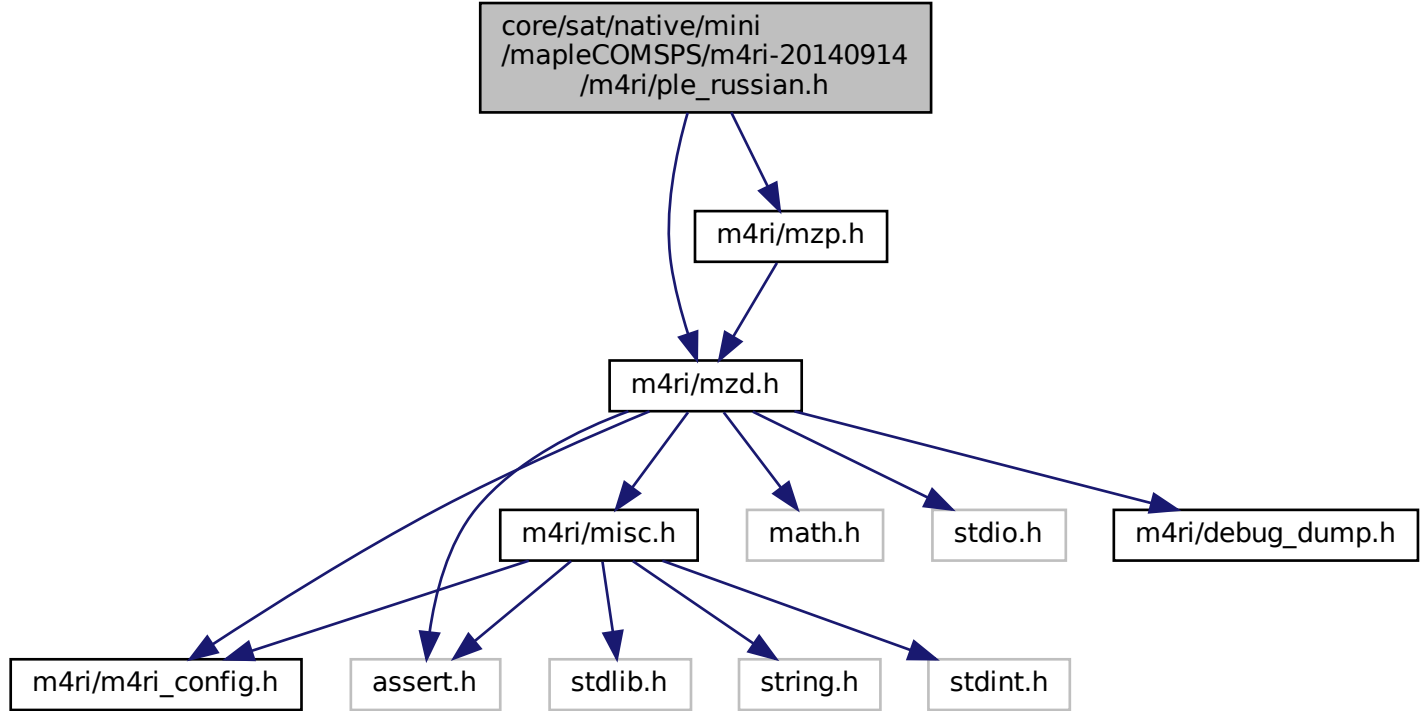 core/sat/native/mini
/mapleCOMSPS/m4ri-20140914
/m4ri/ple_russian.h
m4ri/mzp.h
m4ri/mzd.h
m4ri/misc.h
math.h
stdio.h
m4ri/debug_dump.h
m4ri/m4ri_config.h
assert.h
stdlib.h
string.h
stdint.h